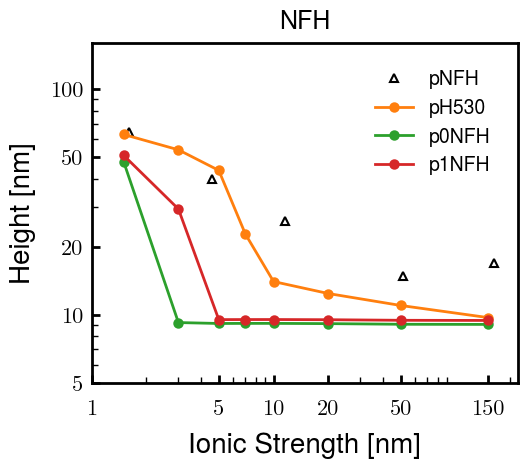 NFH
Height [nm]
100
50
20
10
5
pNFH
pH530
p0NFH
p1NFH
1
5
10
20
50
150
Ionic Strength [nm]